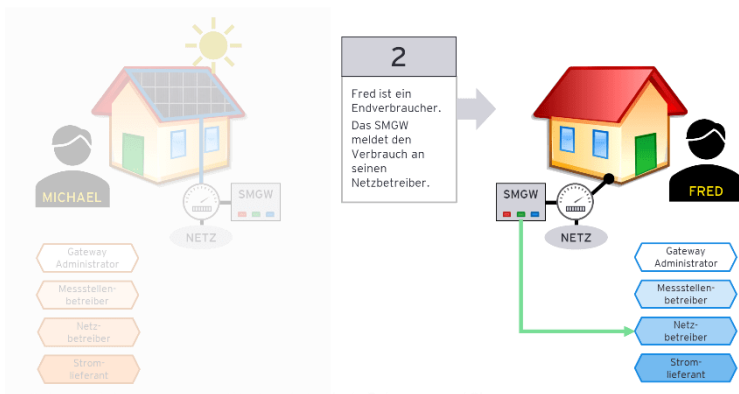 MICHAEL
SMGW
NETZ
Gateway
Administrator
Messstellen-
betreiber
Netz-
betreiber
Strom-
lieferant
2
Fred ist ein
Endverbraucher.
Das SMGW
meldet den
Verbrauch an
seinen
Netzbetreiber.
SMGW
NETZ
FRED
Gateway
Administrator
Messstellen-
betreiber
Netz-
betreiber
Strom-
lieferant